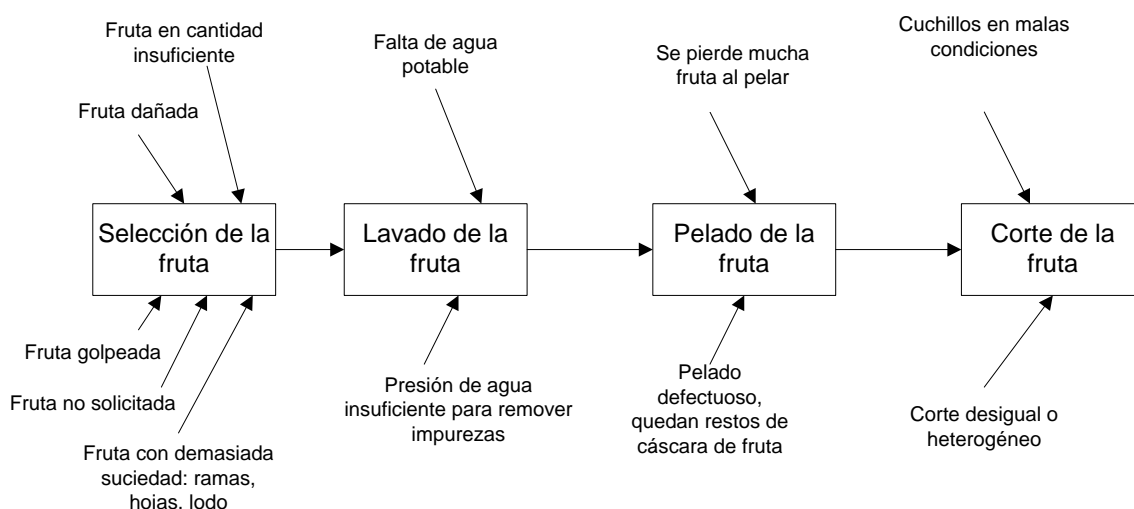 Fruta en cantidad
insuficiente
Fruta dañada
Falta de agua
potable
Se pierde mucha
fruta al pelar
Cuchillos en malas
condiciones
Selección de la
fruta
Lavado de la
fruta
Pelado de la
fruta
Corte de la
fruta
Fruta golpeada
Fruta no solicitada
Fruta con demasiada
suciedad: ramas,
hojas, lodo
Presión de agua
insuficiente para remover
impurezas
Pelado
defectuoso,
quedan restos de
cáscara de fruta
Corte desigual o
heterogéneo